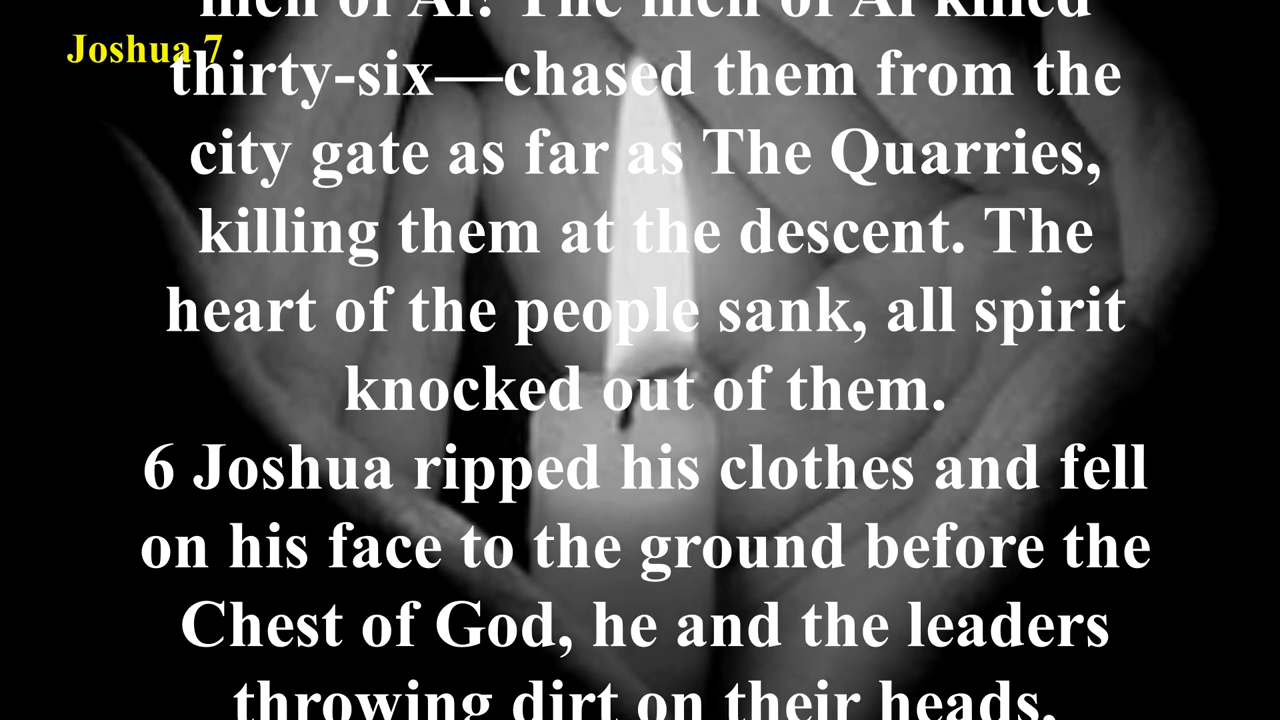 men of Ai! The men of Ai killed
Joshua 7
thirty-six—chased them from the
city gate as far as The Quarries,
killing them at the descent. The
heart of the people sank, all spirit
knocked out of them.
6 Joshua ripped his clothes and fell
on his face to the ground before the
Chest of God, he and the leaders
throwing dirt on their heads,